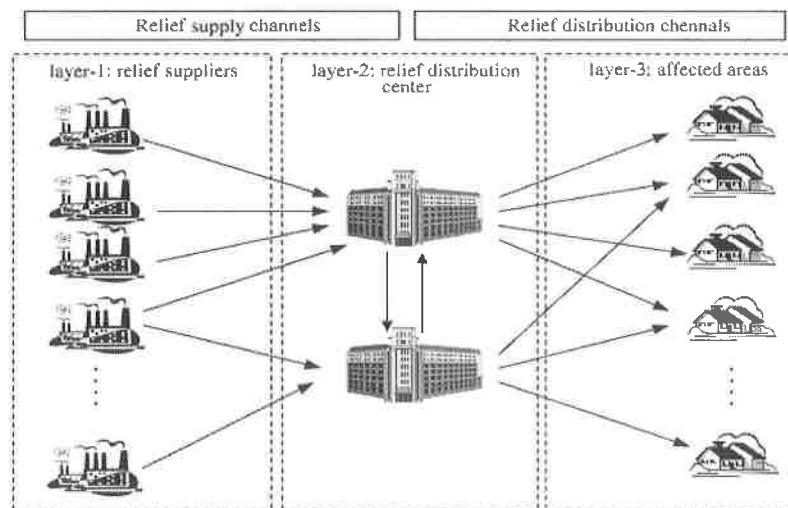 Relief supply channels
Relief distribution chennals
layer-1: relief suppliers
layer-2: relief distribution
center
layer-3: affected areas